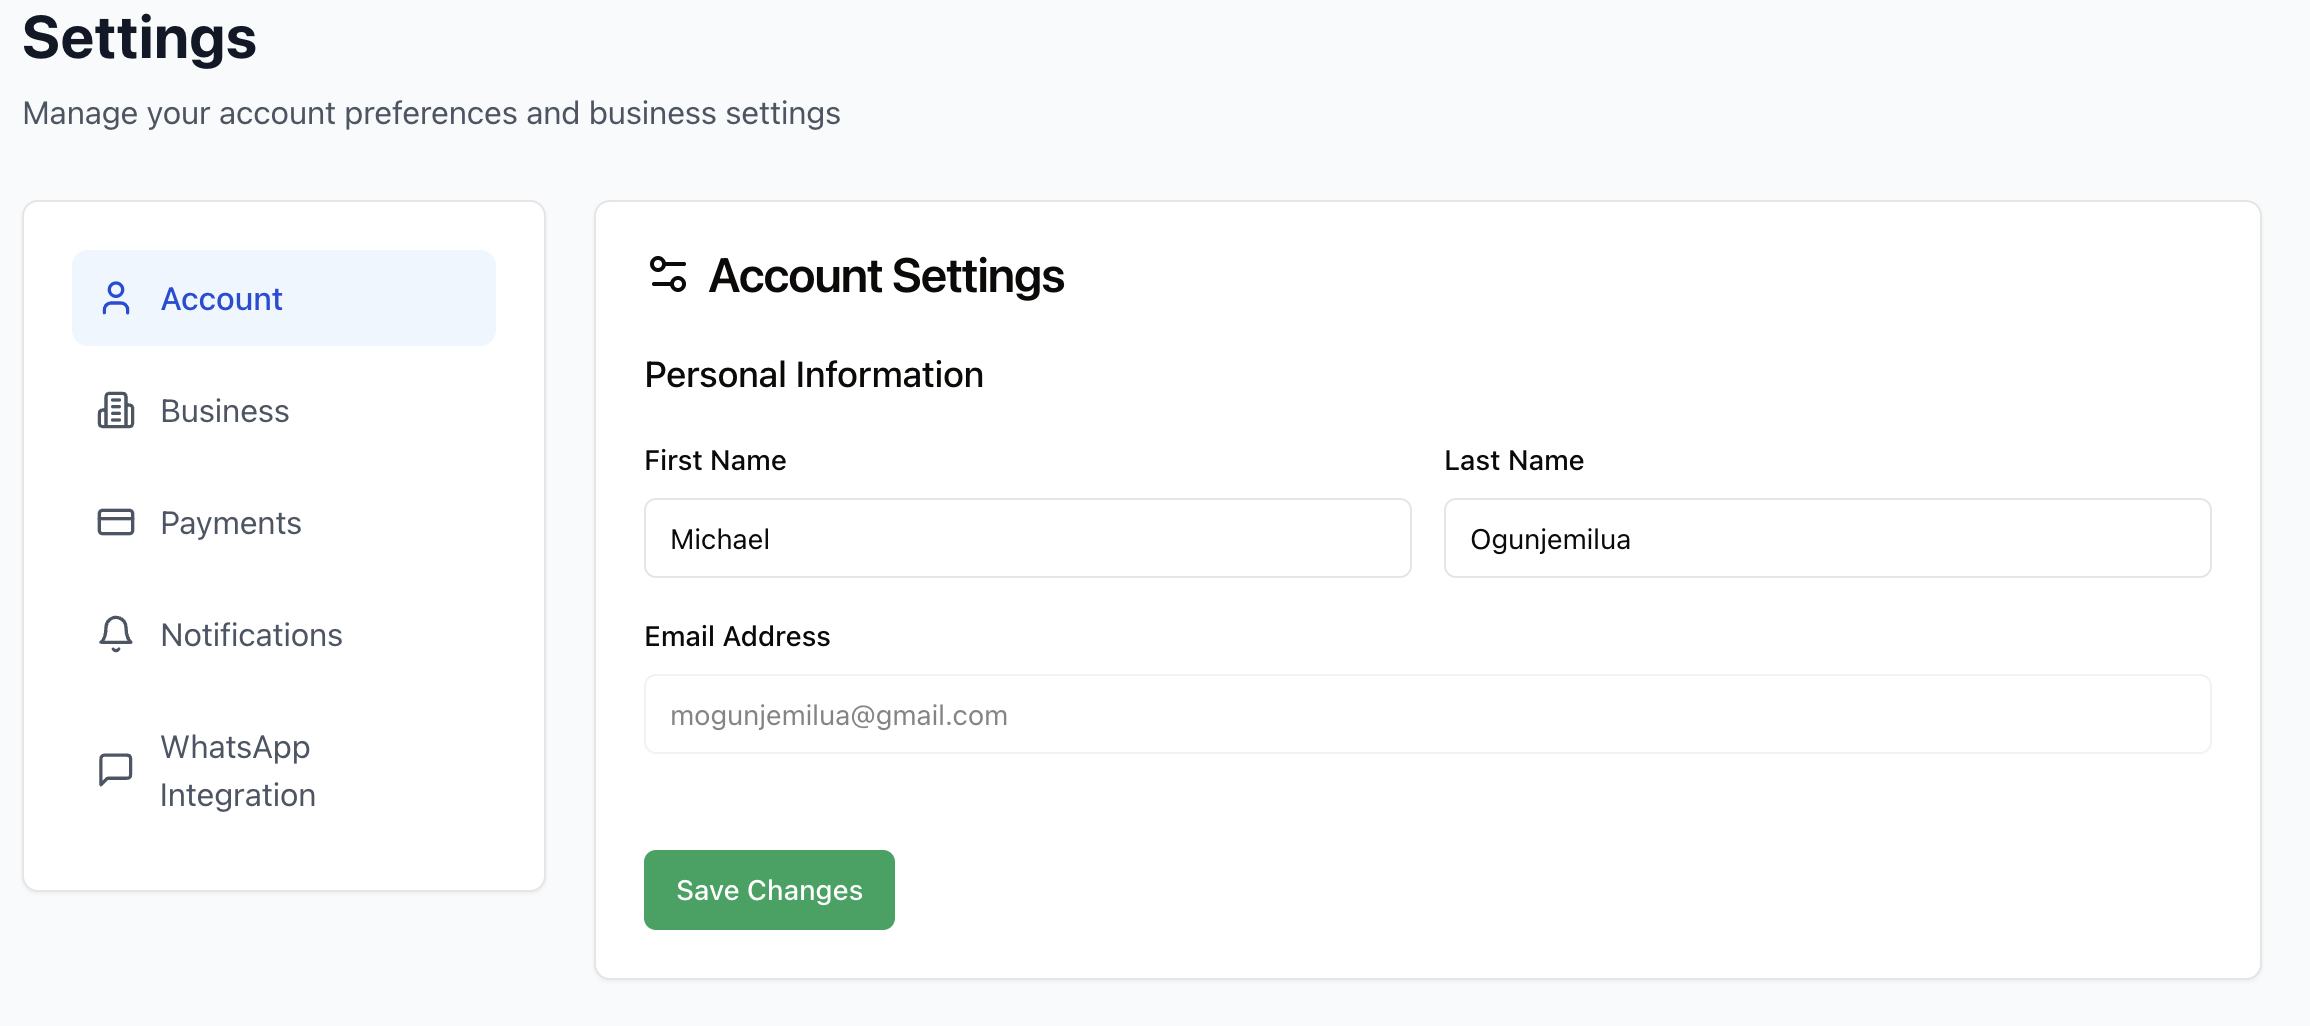 Settings
Manage your account preferences and business settings
Account
Business
Payments
Notifications
WhatsApp
Integration
Account Settings
Personal Information
First Name
Last Name
Michael
Ogunjemilua
Email Address
mogunjemilua@gmail.com
Save Changes